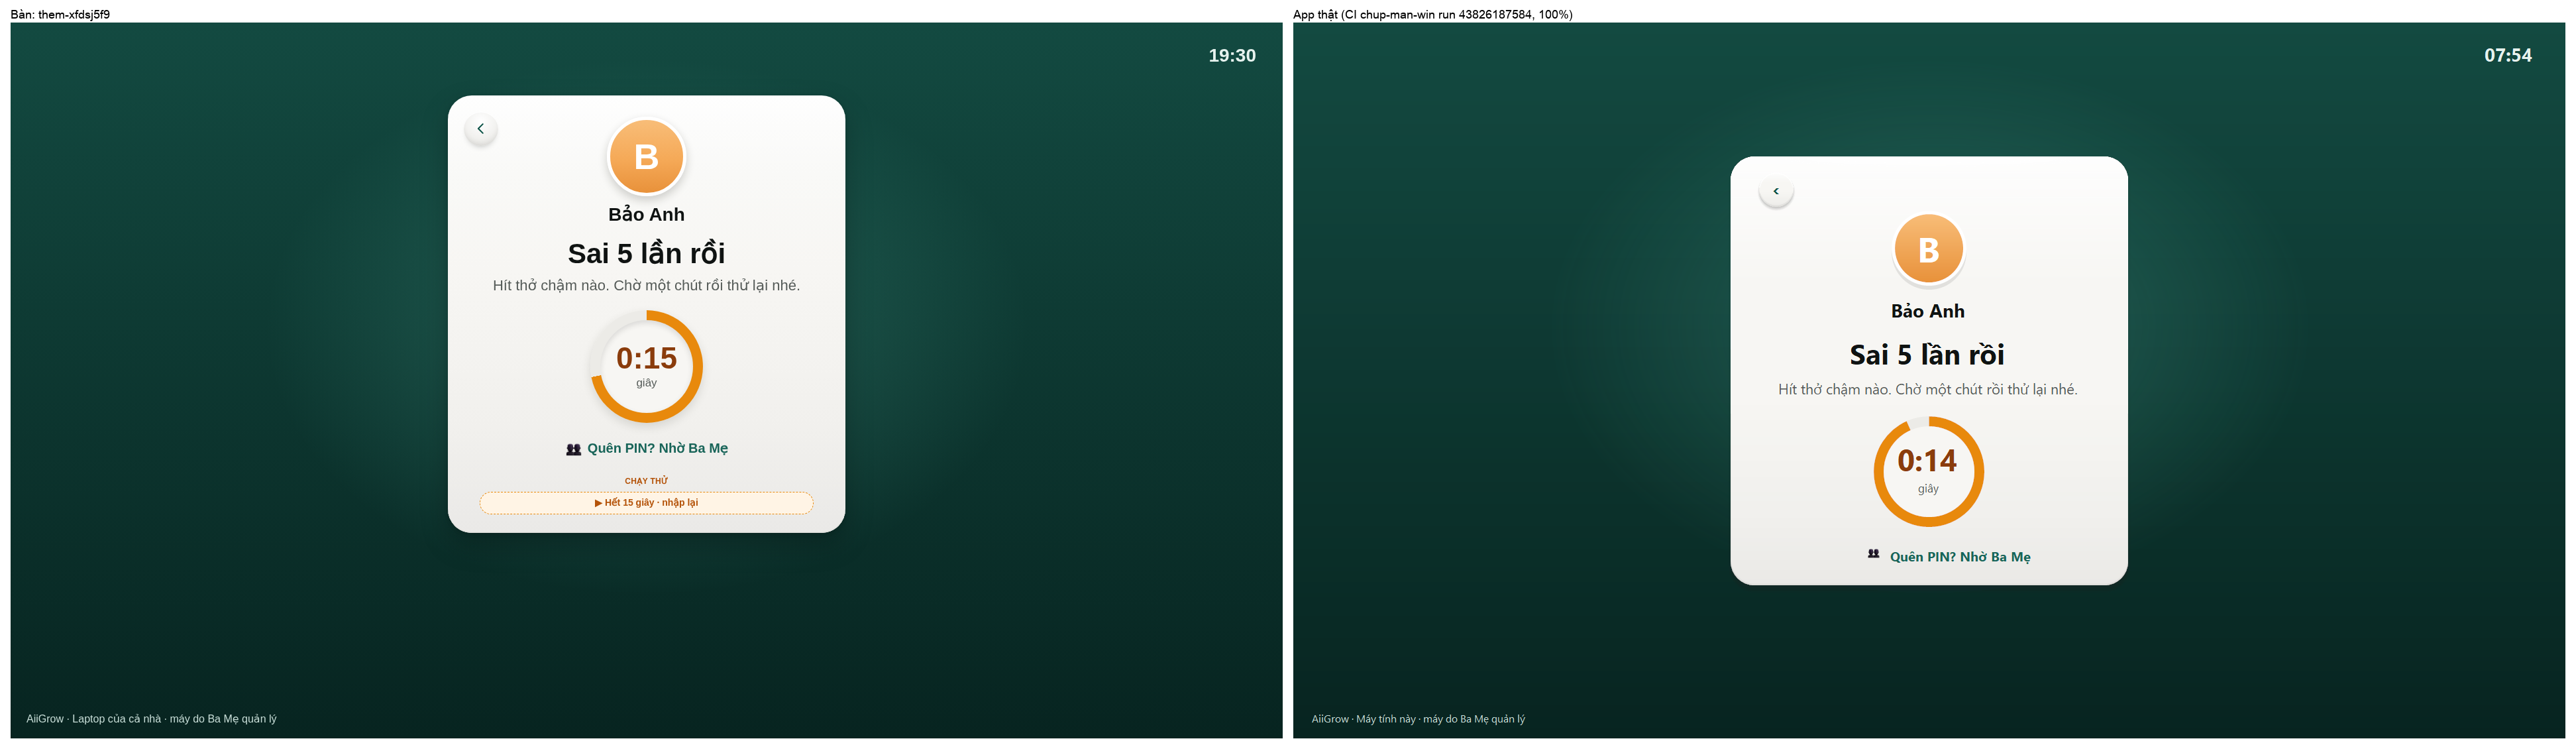 Bàn: them-xfdsj5f9
19:30
B
Bảo Anh
Sai 5 lần rồi
Hít thở chậm nào. Chờ một chút rồi thử lại nhé.
0:15
giây
Quên PIN? Nhờ Ba Mẹ
CHẠY THỬ
▶ Hết 15 giây · nhập lại
AiiGrow · Laptop của cả nhà · máy do Ba Mẹ quản lý
App thật (CI chup-man-win run 43826187584, 100%)
07:54
B
Bảo Anh
Sai 5 lần rồi
Hít thở chậm nào. Chờ một chút rồi thử lại nhé.
0:14
giây
Quên PIN? Nhờ Ba Mẹ
AiiGrow · Máy tính này · máy do Ba Mẹ quản lý